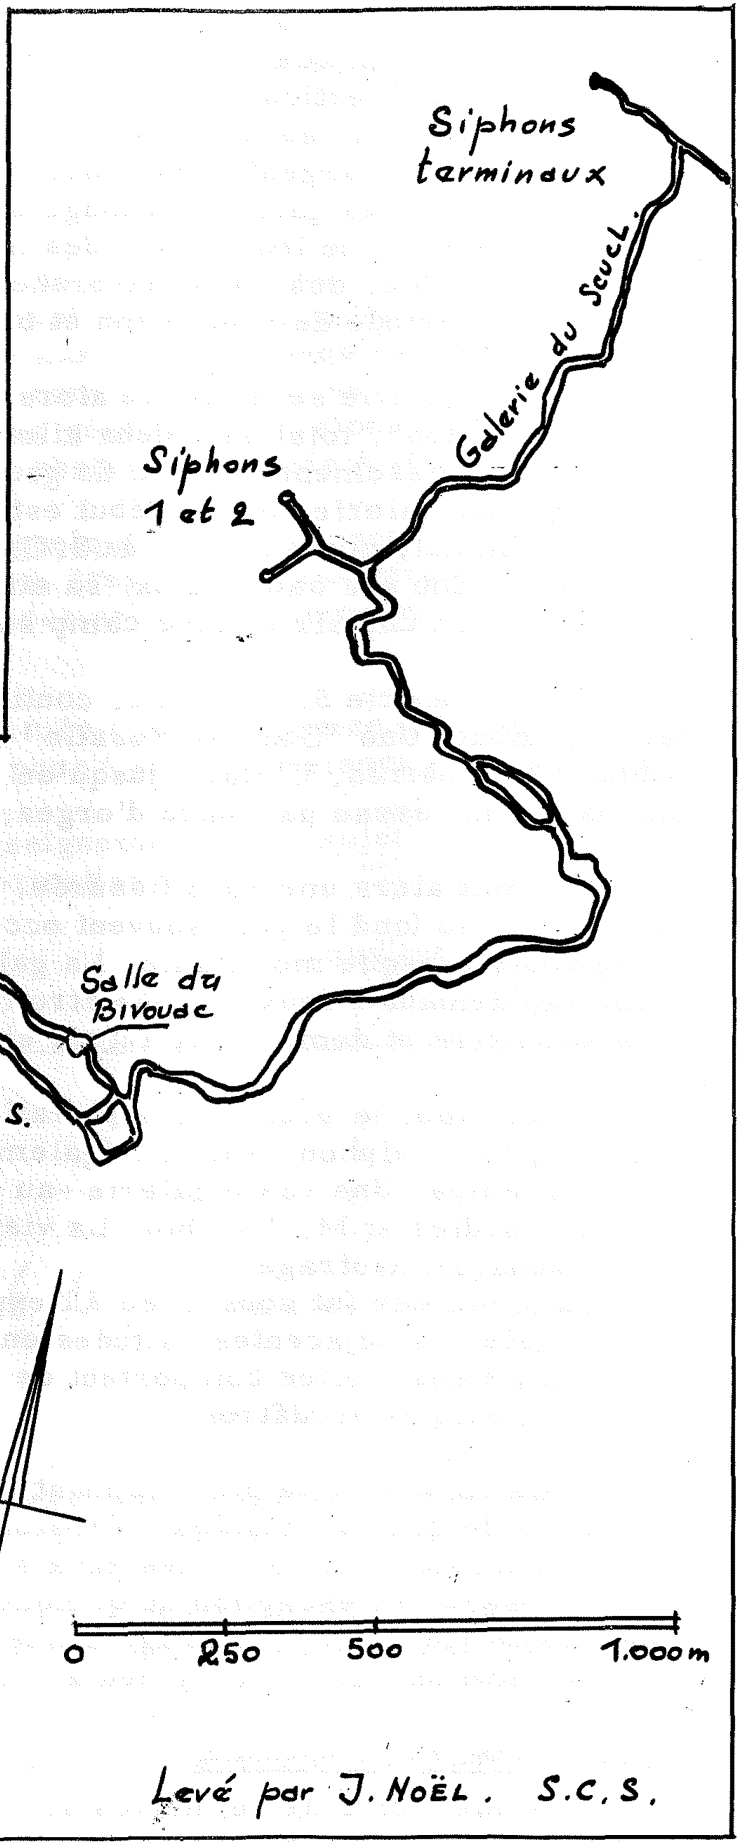 Siphons
terminaux
Galerie du SCUCL.
Siphons
1 et 2
Salle du
Bivouac
S.
0 250 500 1.000m
Levé par J. NOËL. S.C.S.